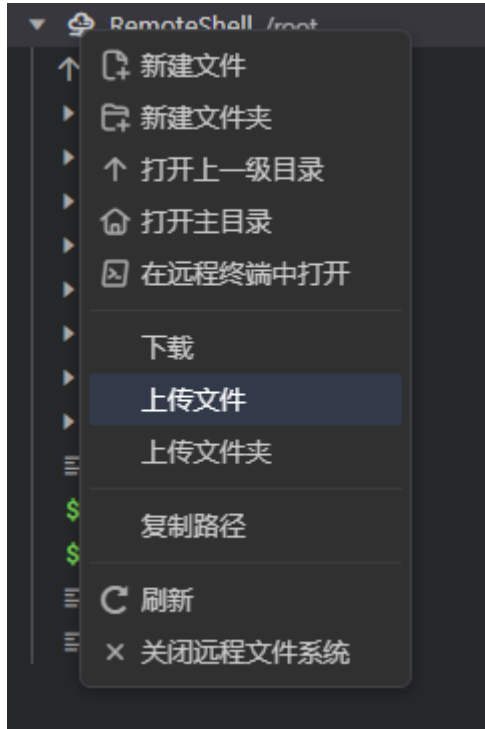 RemoteShell /root
新建文件
新建文件夹
打开上一级目录
打开主目录
在远程终端中打开
下载
上传文件
上传文件夹
复制路径
刷新
关闭远程文件系统